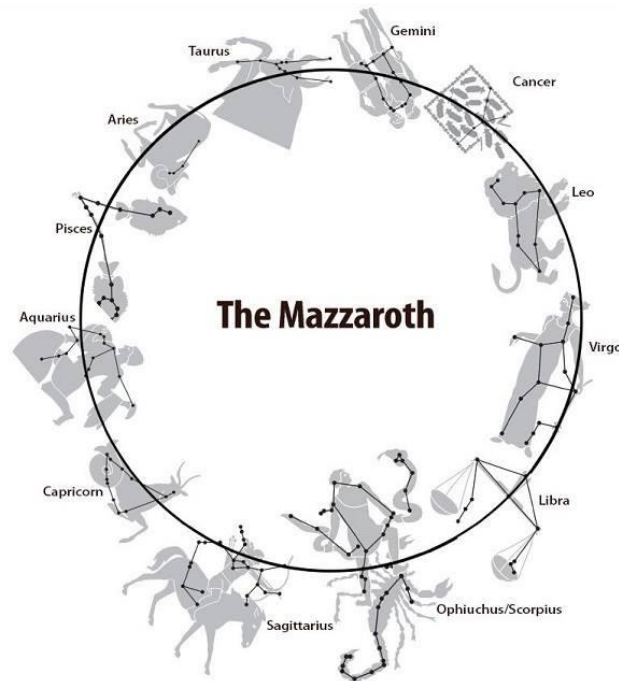 Gemini
Taurus
Cancer
Aries
Leo
Pisces
The Mazzaroth
Aquarius
Virgo
Capricorn
Libra
Ophiuchus/Scorpius
Sagittarius